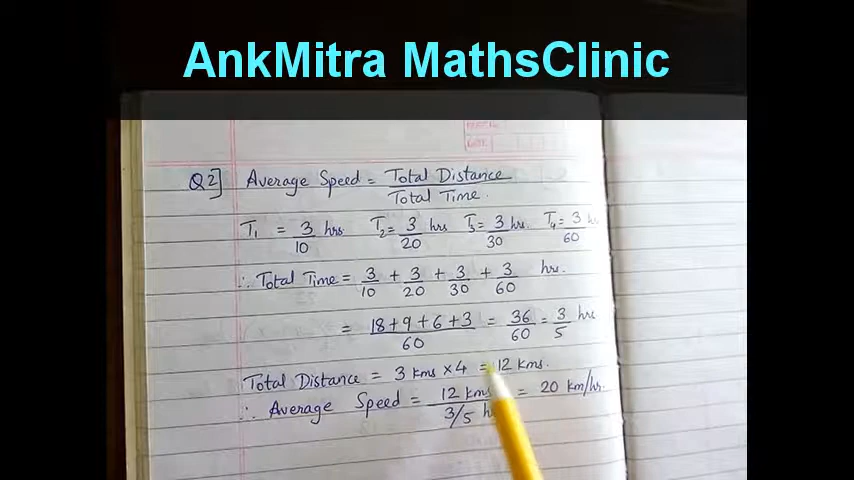 AnkMitra MathsClinic
DATE
Q2] Average Speed = Total Distance / Total Time.
T₁ = 3/10 hrs T₂ = 3/20 hrs T₃ = 3/30 hrs. T₄ = 3/60 hrs
∴ Total Time = 3/10 + 3/20 + 3/30 + 3/60 hrs.
= 18+9+6+3 / 60 = 36/60 = 3/5 hrs
Total Distance = 3 kms × 4 = 12 kms.
∴ Average Speed = 12 kms / 3/5 = 20 km/hr.